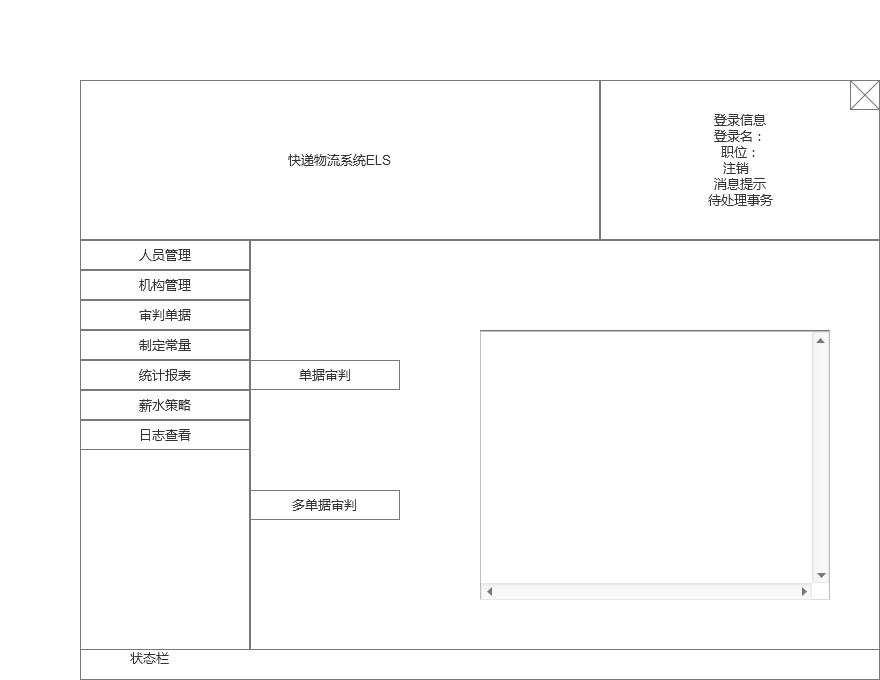 快递物流系统ELS
登录信息
登录名：
职位：
注销
消息提示
待处理事务
人员管理
机构管理
审判单据
制定常量
统计报表
薪水策略
日志查看
单据审判
多单据审判
状态栏